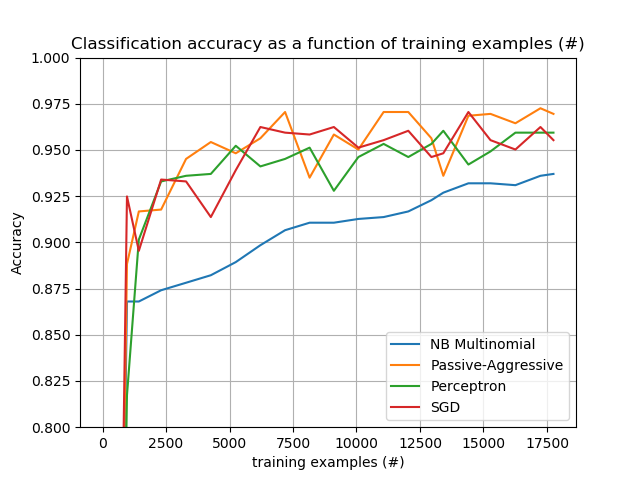 Classification accuracy as a function of training examples (#)
1.000
0.975
0.950
0.925
0.900
0.875
0.850
0.825
0.800
Accuracy
NB Multinomial
Passive-Aggressive
Perceptron
SGD
0 2500 5000 7500 10000 12500 15000 17500
training examples (#)